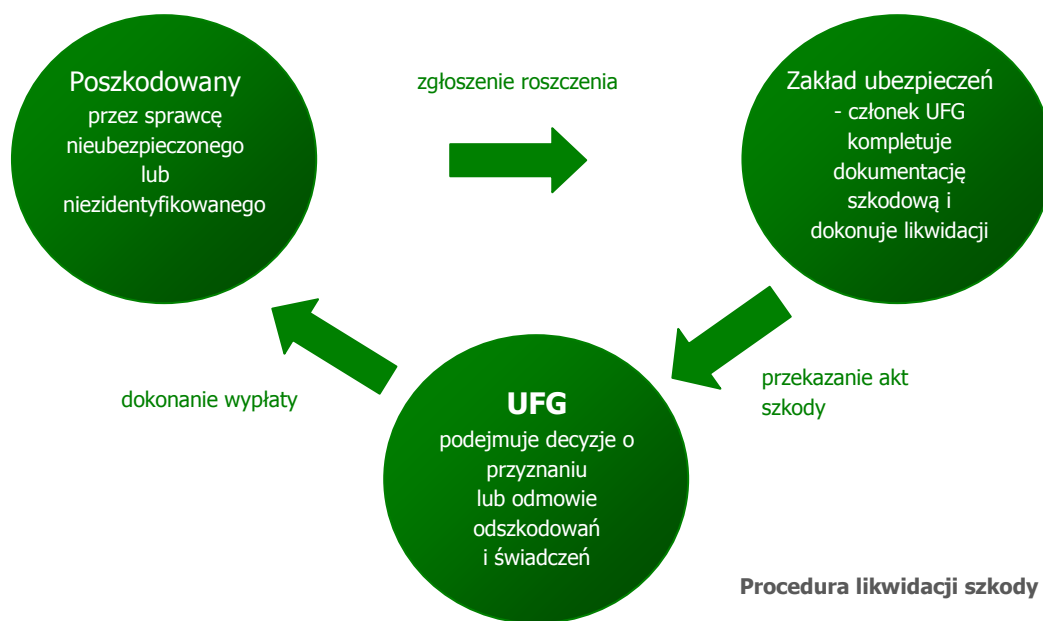 Poszkodowany
przez sprawcę
nieubezpieczonego
lub
niezidentyfikowanego
zgłoszenie roszczenia
Zakład ubezpieczeń
- członek UFG
kompletuje
dokumentację
szkodową i
dokonuje likwidacji
przekazanie akt
szkody
UFG
podejmuje decyzje o
przyznaniu
lub odmowie
odszkodowań
i świadczeń
dokonanie wypłaty
Procedura likwidacji szkody